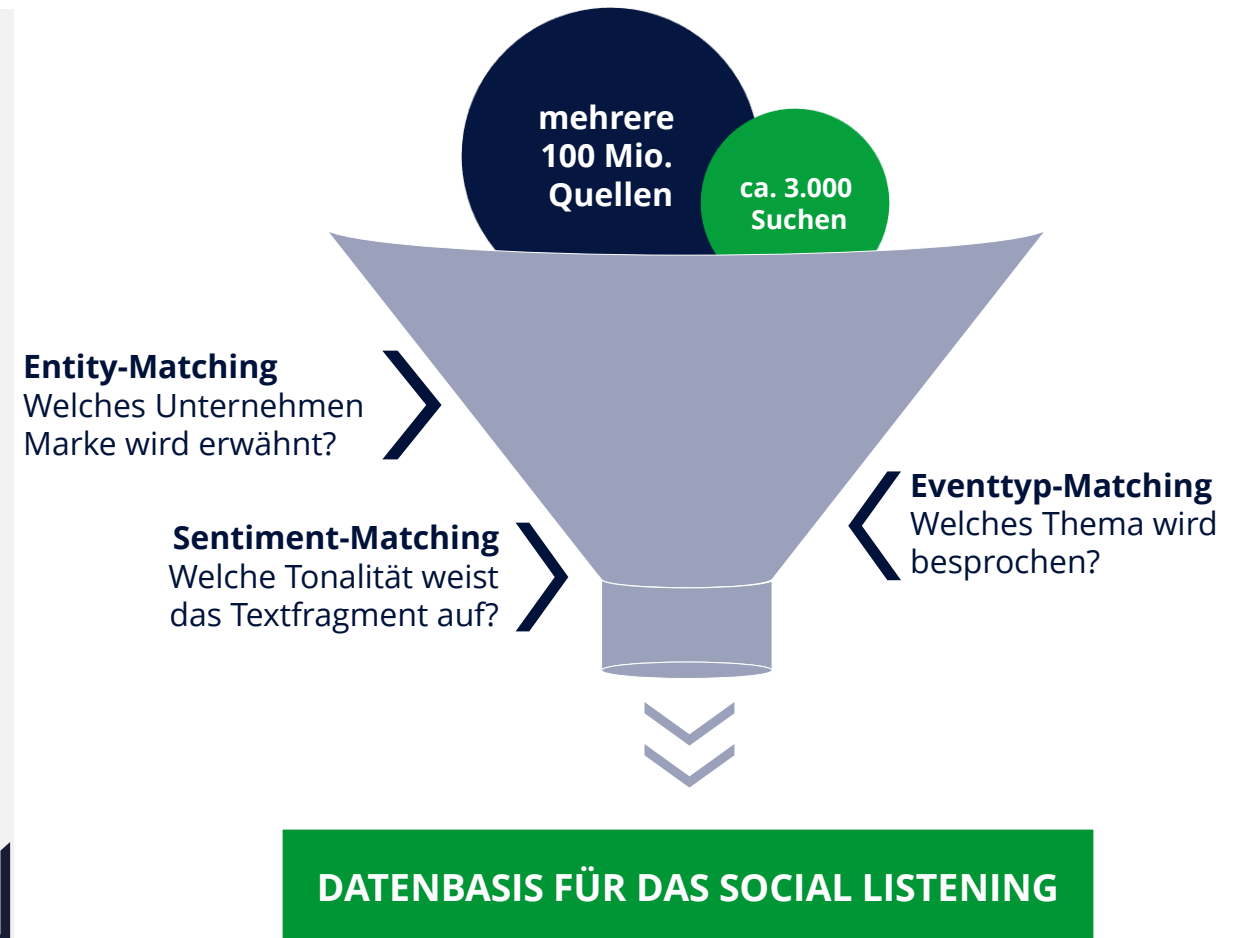 mehrere
100 Mio.
Quellen
ca. 3.000
Suchen
Entity-Matching
Welches Unternehmen
Marke wird erwähnt?
Eventtyp-Matching
Welches Thema wird
besprochen?
Sentiment-Matching
Welche Tonalität weist
das Textfragment auf?
DATENBASIS FÜR DAS SOCIAL LISTENING